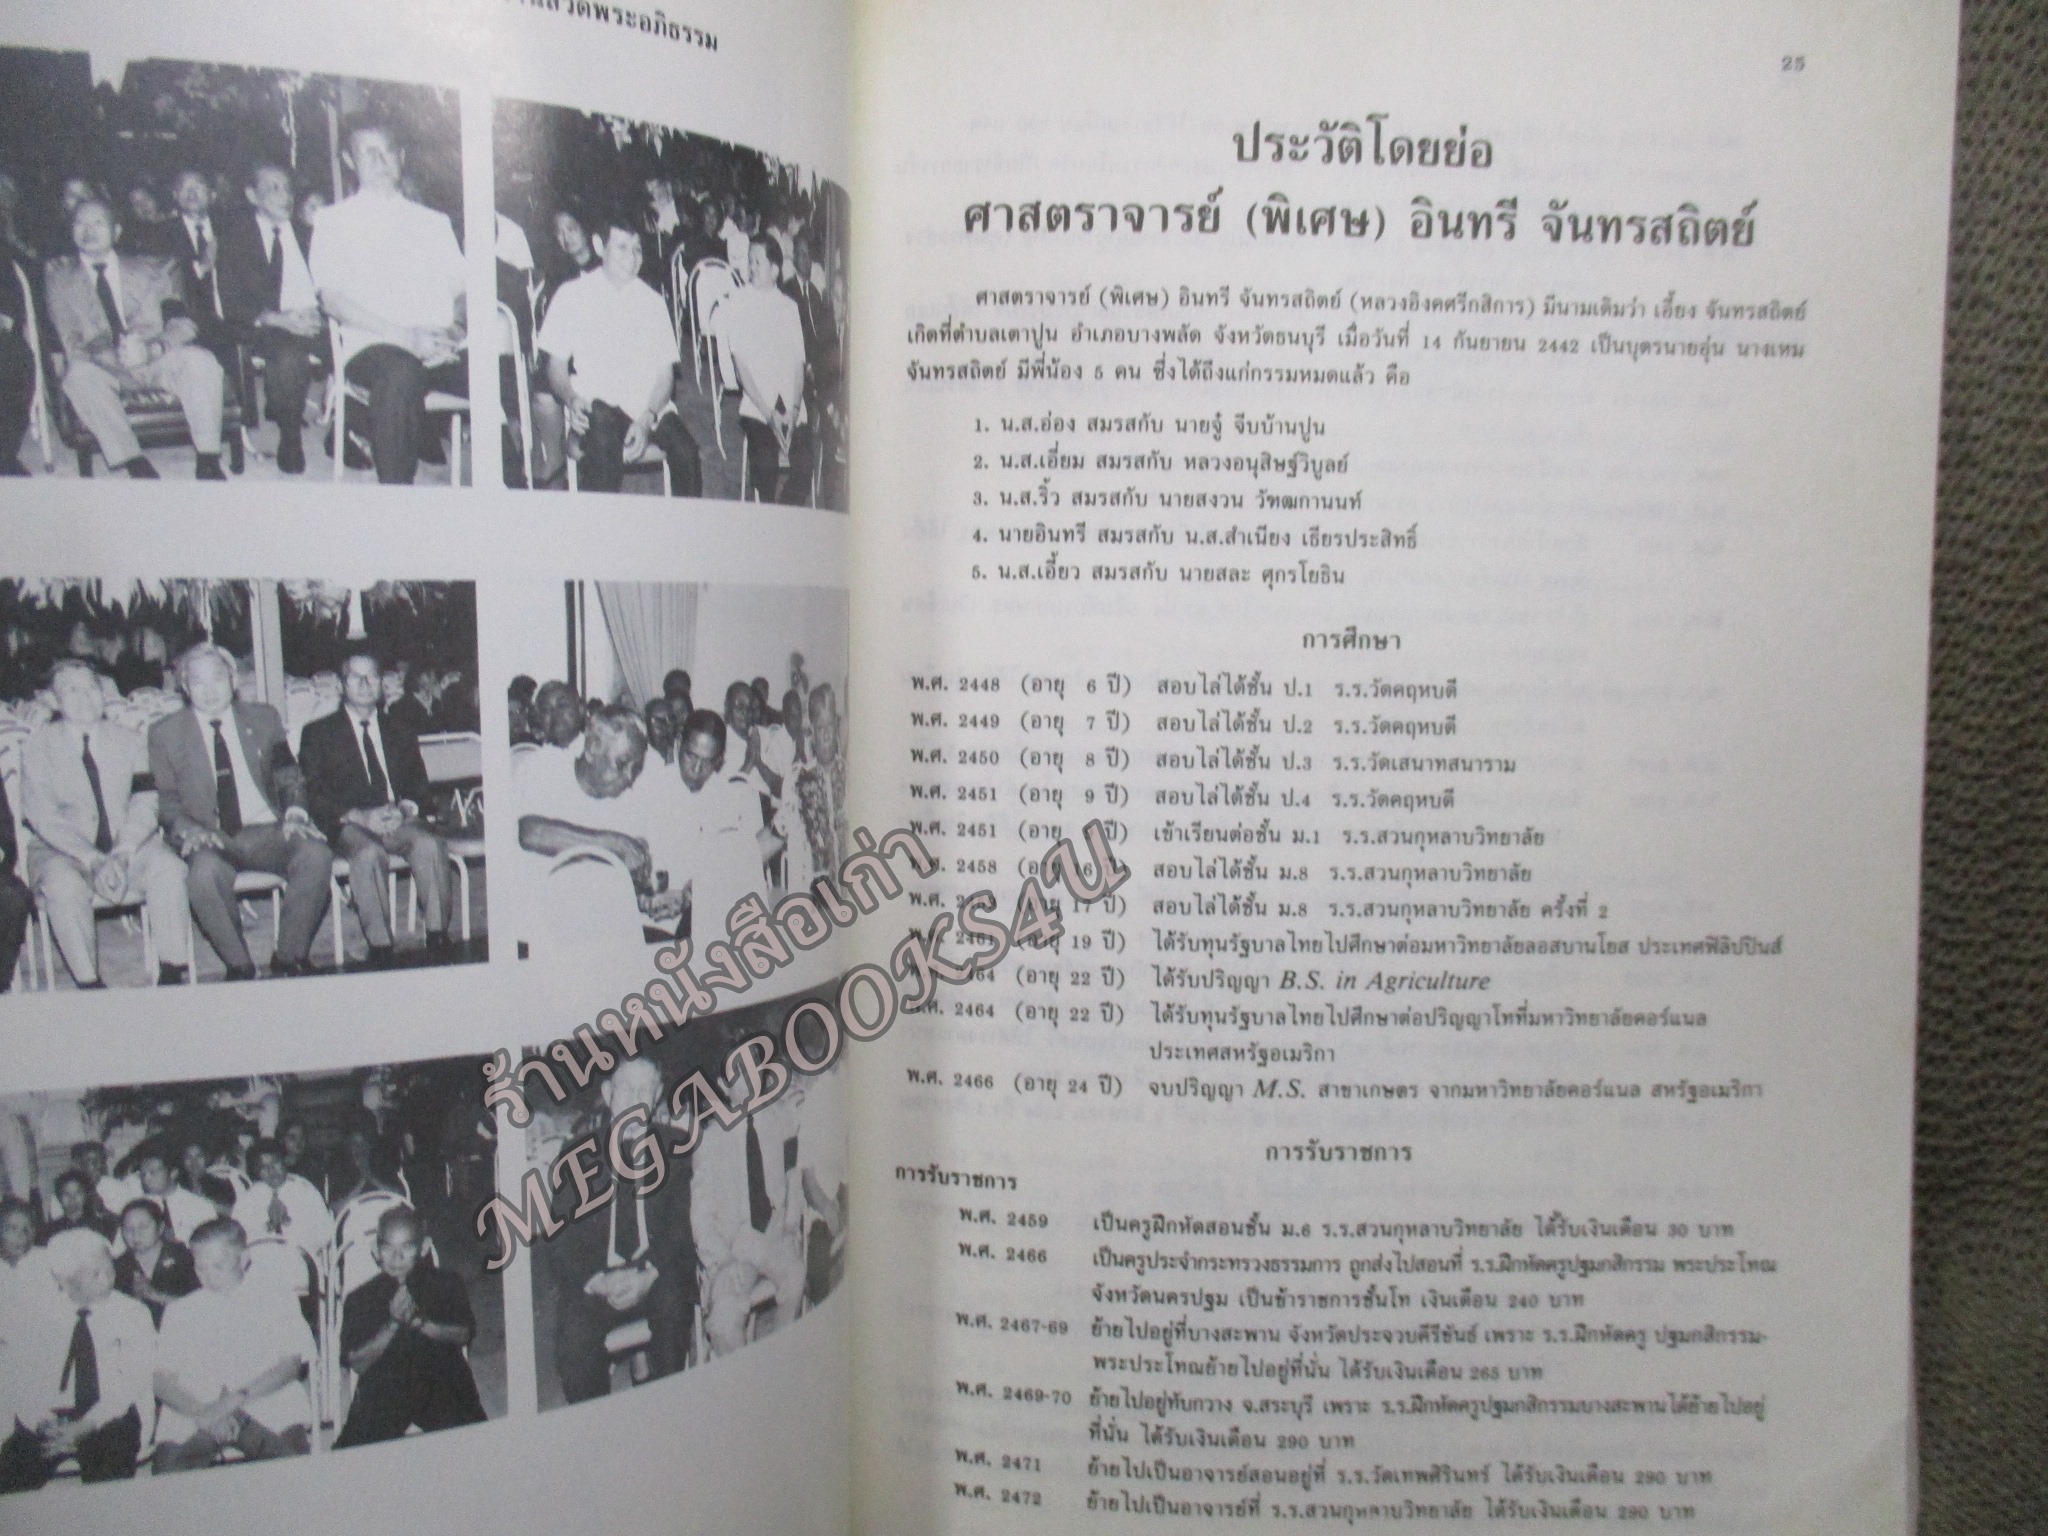 สวดพระอภิธรรม
25
ประวัติโดยย่อ
ศาสตราจารย์ (พิเศษ) อินทรี จันทรสถิตย์
ศาสตราจารย์ (พิเศษ) อินทรี จันทรสถิตย์ (หลวงอิงคศรีกสิการ) มีนามเดิมว่า เอี้ยง จันทรสถิตย์
เกิดที่ตำบลเตาปูน อำเภอบางพลัด จังหวัดธนบุรี เมื่อวันที่ 14 กันยายน 2442 เป็นบุตรนายอุ่น นางเหม
จันทรสถิตย์ มีพี่น้อง 5 คน ซึ่งได้ถึงแก่กรรมหมดแล้ว คือ
1. น.ส.อ่อง สมรสกับ นายจู๋ จีบบ้านปูน
2. น.ส.เอี่ยม สมรสกับ หลวงอนุสิษฐ์วิบูลย์
3. น.ส.ริ้ว สมรสกับ นายสงวน วัฑฒกานนท์
4. นายอินทรี สมรสกับ น.ส.สำเนียง เธียรประสิทธิ์
5. น.ส.เอี้ยว สมรสกับ นายสละ ศุกรโยธิน
การศึกษา
พ.ศ. 2448 (อายุ 6 ปี) สอบไล่ได้ชั้น ป.1 ร.ร.วัดคฤหบดี
พ.ศ. 2449 (อายุ 7 ปี) สอบไล่ได้ชั้น ป.2 ร.ร.วัดคฤหบดี
พ.ศ. 2450 (อายุ 8 ปี) สอบไล่ได้ชั้น ป.3 ร.ร.วัดเสนาทสนาราม
พ.ศ. 2451 (อายุ 9 ปี) สอบไล่ได้ชั้น ป.4 ร.ร.วัดคฤหบดี
พ.ศ. 2451 (อายุ ปี) เข้าเรียนต่อชั้น ม.1 ร.ร.สวนกุหลาบวิทยาลัย
พ.ศ. 2458 (อายุ 16 ปี) สอบไล่ได้ชั้น ม.8 ร.ร.สวนกุหลาบวิทยาลัย
พ.ศ. (อายุ 17 ปี) สอบไล่ได้ชั้น ม.8 ร.ร.สวนกุหลาบวิทยาลัย ครั้งที่ 2
พ.ศ. 2461 (อายุ 19 ปี) ได้รับทุนรัฐบาลไทยไปศึกษาต่อมหาวิทยาลัยลอสบานโยส ประเทศฟิลิปปินส์
พ.ศ. 2464 (อายุ 22 ปี) ได้รับปริญญา B.S. in Agriculture
พ.ศ. 2464 (อายุ 22 ปี) ได้รับทุนรัฐบาลไทยไปศึกษาต่อปริญญาโทที่มหาวิทยาลัยคอร์แนล
ประเทศสหรัฐอเมริกา
พ.ศ. 2466 (อายุ 24 ปี) จบปริญญา M.S. สาขาเกษตร จากมหาวิทยาลัยคอร์แนล สหรัฐอเมริกา
การรับราชการ
การรับราชการ
พ.ศ. 2459 เป็นครูฝึกหัดสอนชั้น ม.6 ร.ร.สวนกุหลาบวิทยาลัย ได้รับเงินเดือน 30 บาท
พ.ศ. 2466 เป็นครูประจำกระทรวงธรรมการ ถูกส่งไปสอนที่ ร.ร.ฝึกหัดครูปฐมกสิกรรม พระประโทณ
จังหวัดนครปฐม เป็นข้าราชการชั้นโท เงินเดือน 240 บาท
พ.ศ. 2467-69 ย้ายไปอยู่ที่บางสะพาน จังหวัดประจวบคีรีขันธ์ เพราะ ร.ร.ฝึกหัดครู ปฐมกสิกรรม-
พระประโทณย้ายไปอยู่ที่นั่น ได้รับเงินเดือน 265 บาท
พ.ศ. 2469-70 ย้ายไปอยู่ทับกวาง จ.สระบุรี เพราะ ร.ร.ฝึกหัดครูปฐมกสิกรรมบางสะพานได้ย้ายไปอยู่
ที่นั่น ได้รับเงินเดือน 290 บาท
พ.ศ. 2471 ย้ายไปเป็นอาจารย์สอนอยู่ที่ ร.ร.วัดเทพศิรินทร์ ได้รับเงินเดือน 290 บาท
พ.ศ. 2472 ย้ายไปเป็นอาจารย์ที่ ร.ร.สวนกุหลาบวิทยาลัย ได้รับเงินเดือน 290 บาท
ร้านหนังสือเก่า
MEGABOOKS4U